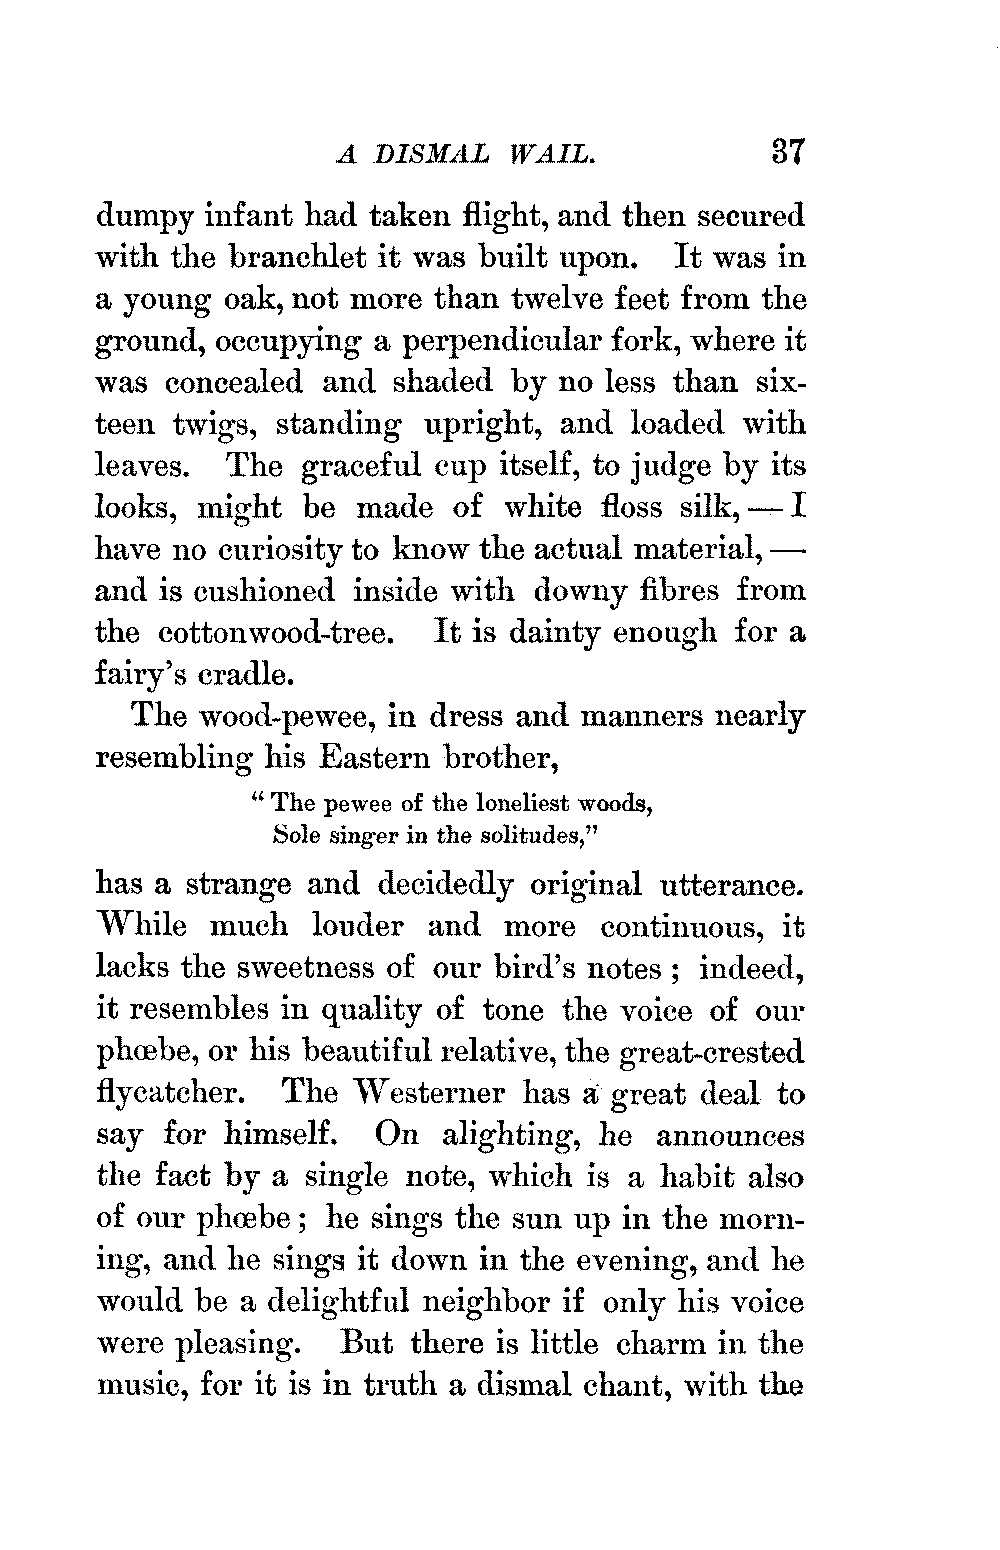 A DISMAL WAIL. 37
dumpy infant had taken flight, and then secured
with the branchlet it was built upon. It was in
a young oak, not more than twelve feet from the
ground, occupying a perpendicular fork, where it
was concealed and shaded by no less than six-
teen twigs, standing upright, and loaded with
leaves. The graceful cup itself, to judge by its
looks, might be made of white floss silk, — I
have no curiosity to know the actual material, —
and is cushioned inside with downy fibres from
the cottonwood-tree. It is dainty enough for a
fairy's cradle.
The wood-pewee, in dress and manners nearly
resembling his Eastern brother,
“The pewee of the loneliest woods,
Sole singer in the solitudes,”
has a strange and decidedly original utterance.
While much louder and more continuous, it
lacks the sweetness of our bird's notes ; indeed,
it resembles in quality of tone the voice of our
phœbe, or his beautiful relative, the great-crested
flycatcher. The Westerner has a great deal to
say for himself. On alighting, he announces
the fact by a single note, which is a habit also
of our phœbe ; he sings the sun up in the morn-
ing, and he sings it down in the evening, and he
would be a delightful neighbor if only his voice
were pleasing. But there is little charm in the
music, for it is in truth a dismal chant, with the